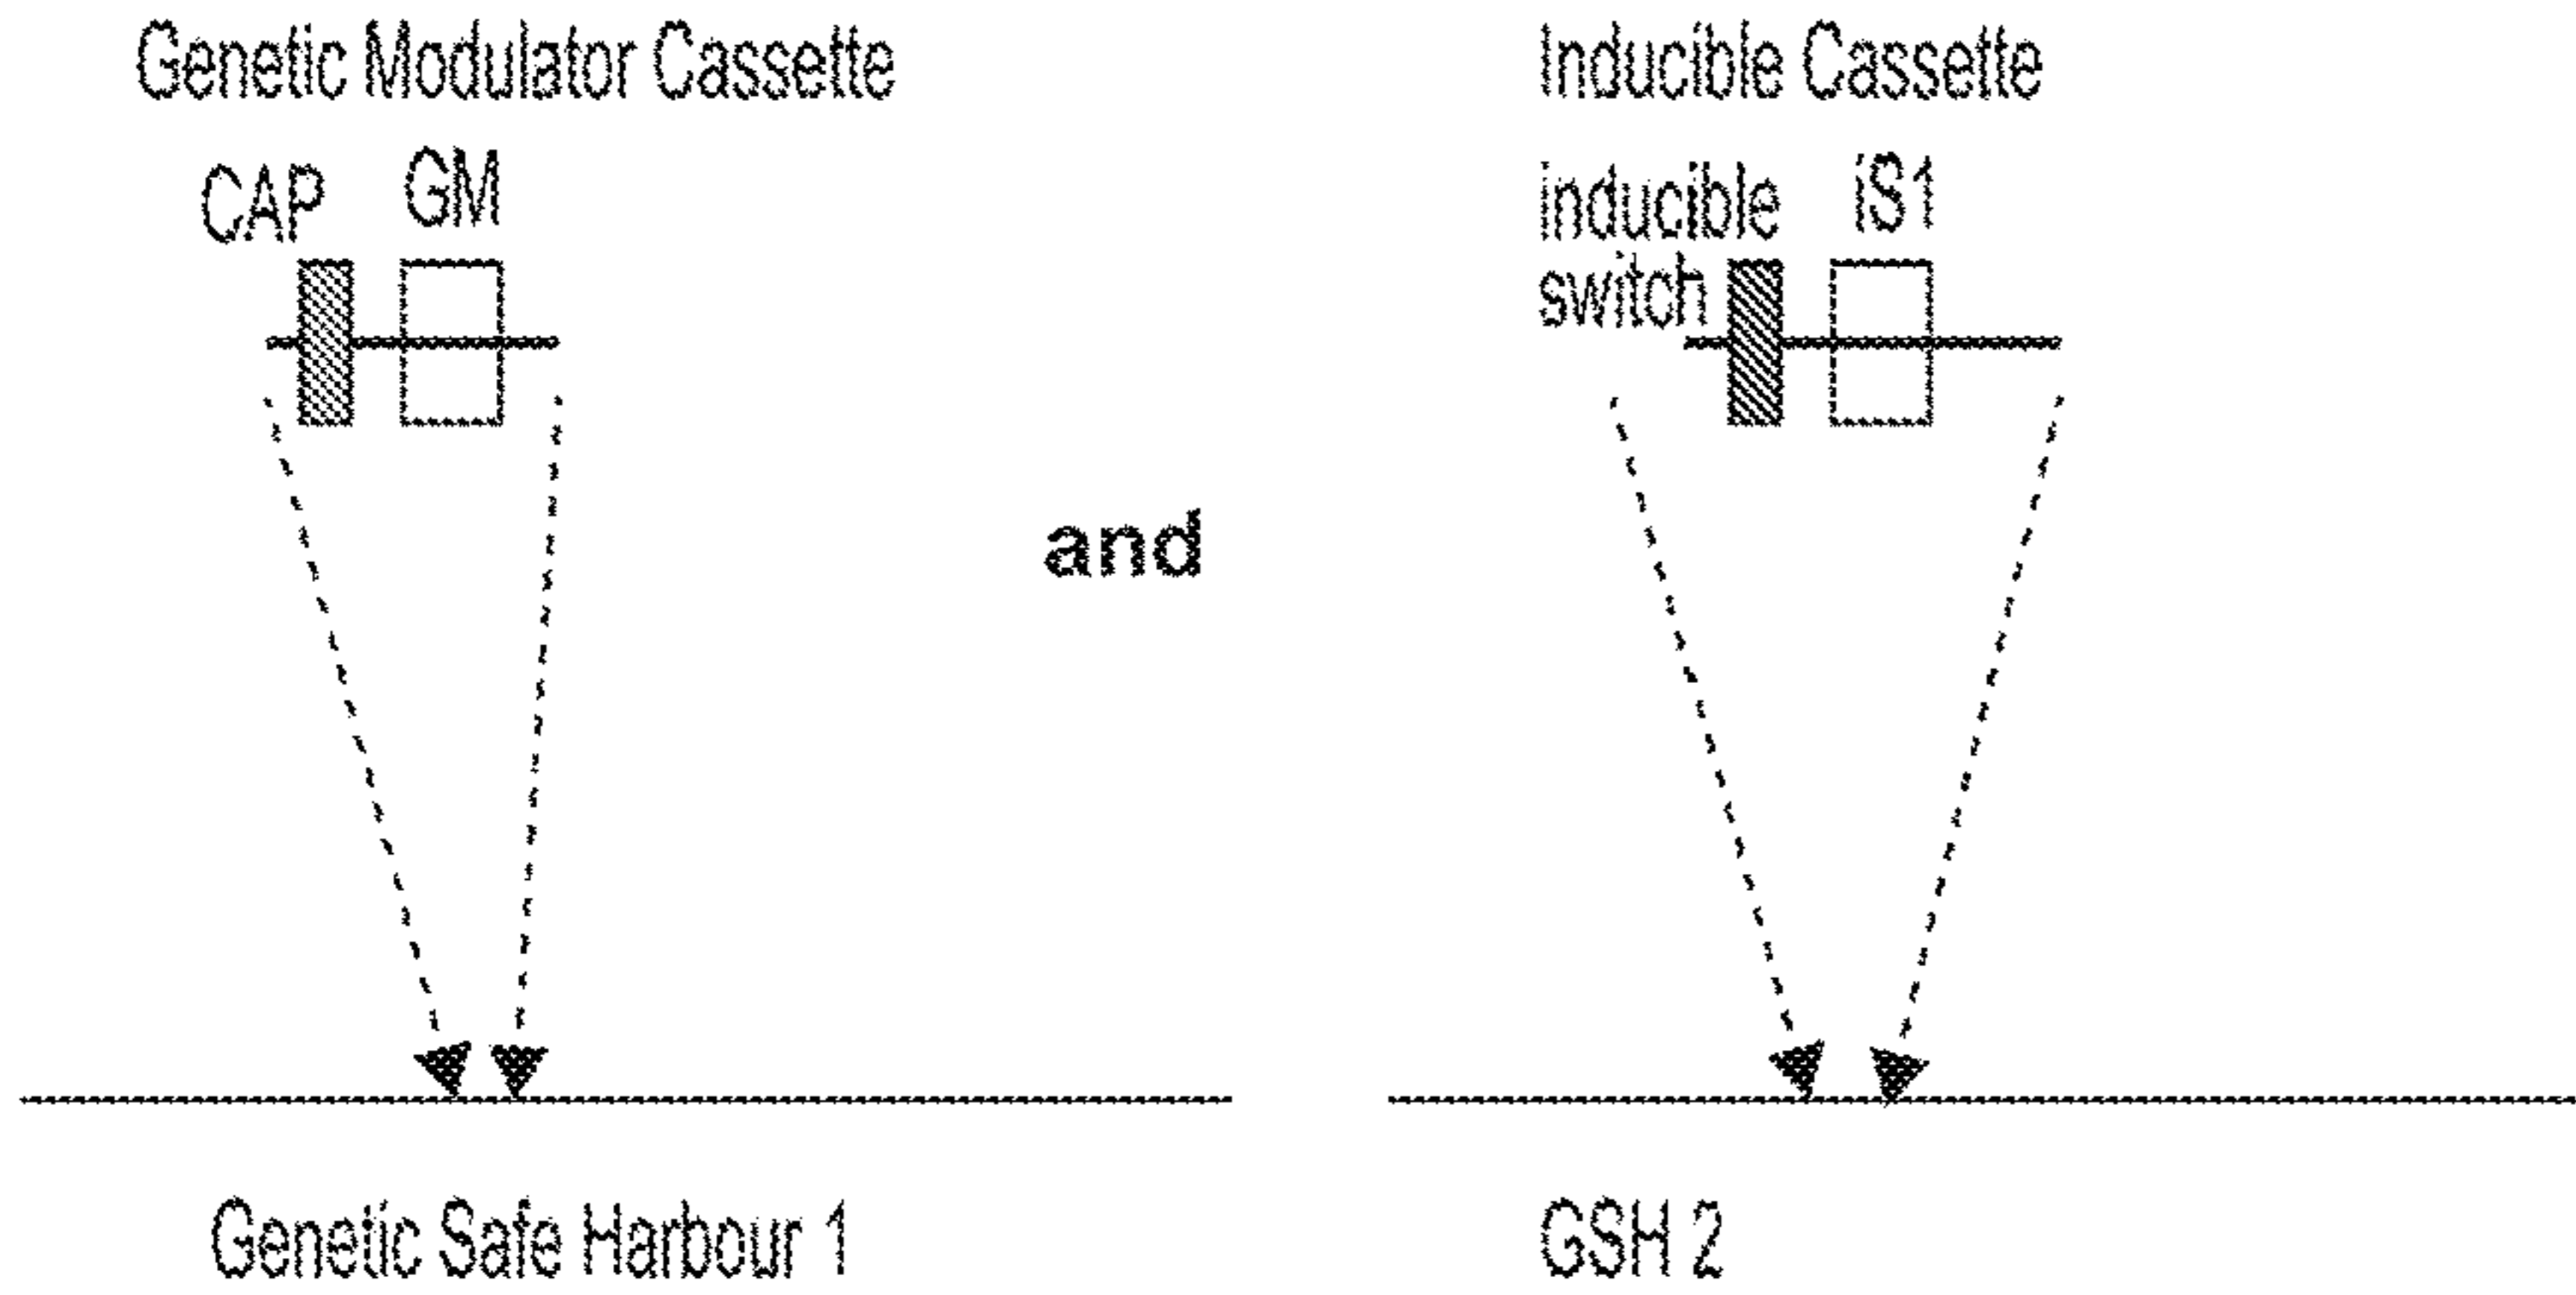 Genetic Modulator Cassette
CAP GM
and
Genetic Safe Harbour 1
Inducible Cassette
inducible iS1
switch
GSH 2